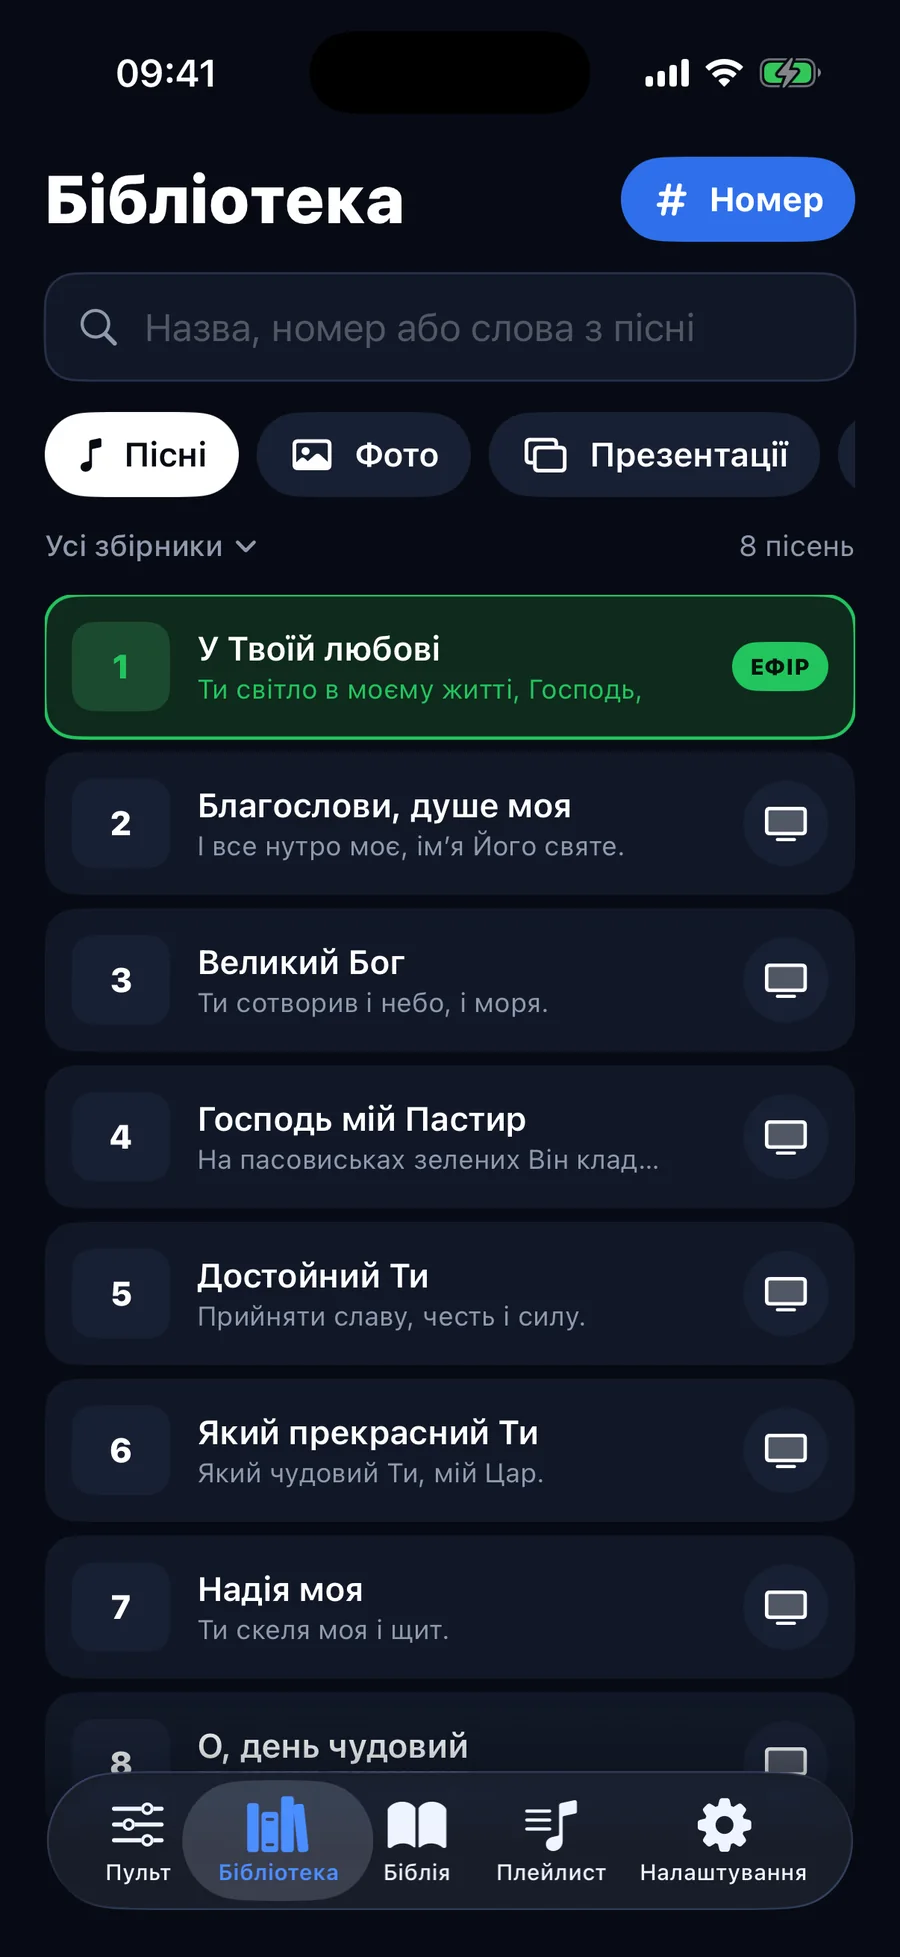 09:41
Бібліотека
# Номер
Назва, номер або слова з пісні
Пісні
Фото
Презентації
Усі збірники
8 пісень
1
У Твоїй любові
Ти світло в моєму житті, Господь,
ЕФІР
2
Благослови, душе моя
І все нутро моє, ім’я Його святе.
3
Великий Бог
Ти сотворив і небо, і моря.
4
Господь мій Пастир
На пасовиськах зелених Він клад...
5
Достойний Ти
Прийняти славу, честь і силу.
6
Який прекрасний Ти
Який чудовий Ти, мій Цар.
7
Надія моя
Ти скеля моя і щит.
8
О, день чудовий
Пульт
Бібліотека
Біблія
Плейлист
Налаштування